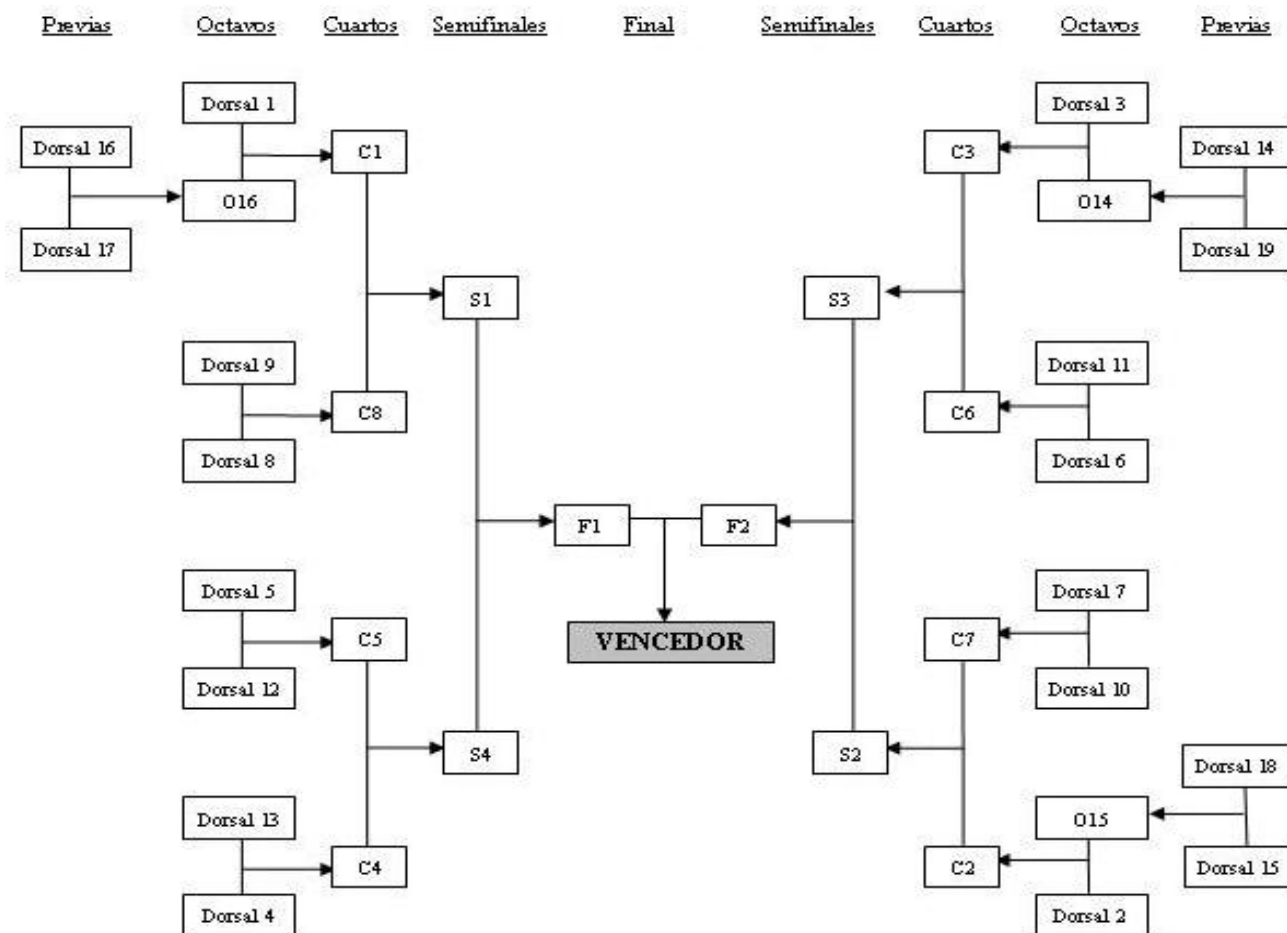 Previas Octavos Cuartos Semifinales Final Semifinales Cuartos Octavos Previas
Dorsal 1 Dorsal 3
Dorsal 16 C1 C3 Dorsal 14
O16 O14
Dorsal 17 Dorsal 19
S1 S3
Dorsal 9 Dorsal 11
C8 C6
Dorsal 8 Dorsal 6
F1 F2
Dorsal 5 Dorsal 7
C5 C7
VENCEDOR
Dorsal 12 Dorsal 10
S4 S2
Dorsal 18
Dorsal 13 O15
C4 C2 Dorsal 15
Dorsal 4 Dorsal 2